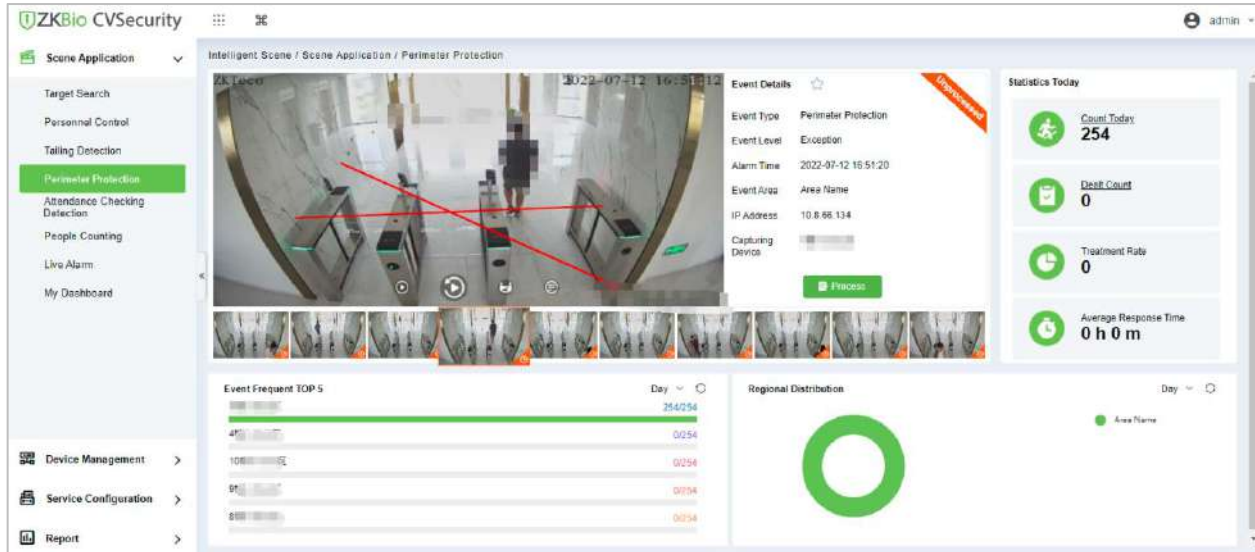 ZKBio CVSecurity
admin
Scene Application
Target Search
Personnel Control
Tailing Detection
Perimeter Protection
Attendance Checking
Detection
People Counting
Live Alarm
My Dashboard
Device Management
Service Configuration
Report
Intelligent Scene / Scene Application / Perimeter Protection
ZKTeco
2022-07-12 16:51:12
Event Details
Unprocessed
Event Type Perimeter Protection
Event Level Exception
Alarm Time 2022-07-12 16:51:20
Event Area Area Name
IP Address 10.8.66.134
Capturing
Device
Process
Statistics Today
Count Today
254
Dealt Count
0
Treatment Rate
0
Average Response Time
0 h 0 m
Event Frequent TOP 5
Day
254/254
0/254
0/254
0/254
0/254
Regional Distribution
Day
Area Name